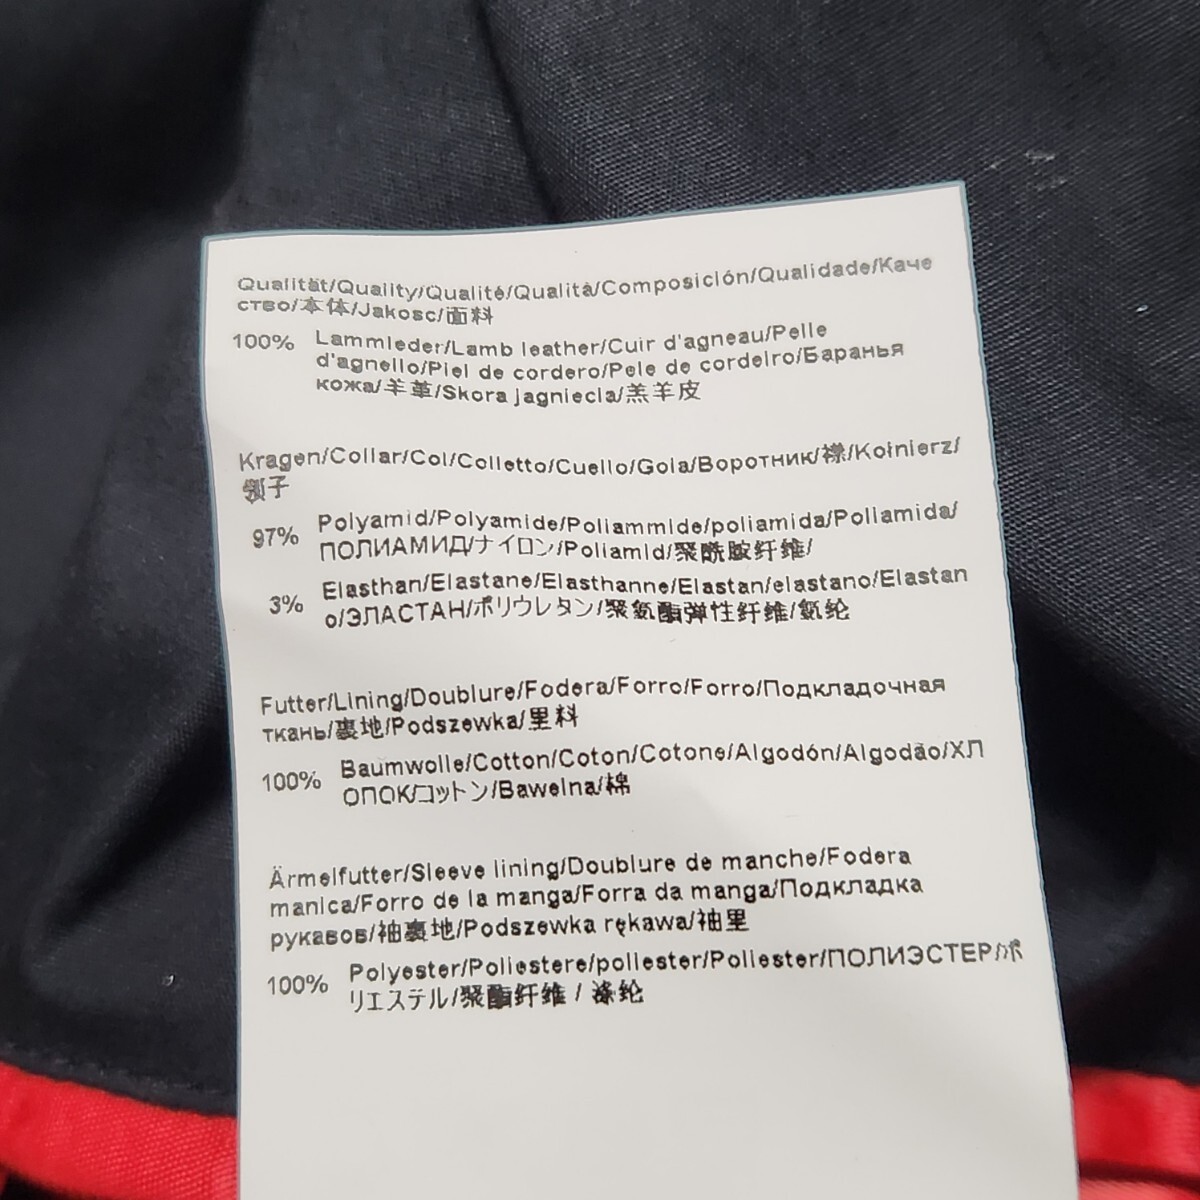 Qualität/Quality/Qualité/Qualità/Composición/Qualidade/Каче
ство/本体/Jakosc/面料
100% Lammleder/Lamb leather/Cuir d'agneau/Pelle
d'agnello/Piel de cordero/Pele de cordeiro/Баранья
кожа/羊革/Skora jagniecia/羔羊皮
Kragen/Collar/Col/Colletto/Cuello/Gola/Воротник/襟/Kołnierz/
领子
97% Polyamid/Polyamide/Poliammide/poliamida/Poliamida/
ПОЛИАМИД/ナイロン/Poliamid/聚酰胺纤维/
3% Elasthan/Elastane/Elasthanne/Elastan/elastano/Elastan
o/ЭЛАСТАН/ポリウレタン/聚氨酯弹性纤维/氨纶
Futter/Lining/Doublure/Fodera/Forro/Forro/Подкладочная
ткань/裏地/Podszewka/里料
100% Baumwolle/Cotton/Coton/Cotone/Algodón/Algodão/ХЛ
ОПОК/コットン/Bawelna/棉
Ärmelfutter/Sleeve lining/Doublure de manche/Fodera
manica/Forro de la manga/Forra da manga/Подкладка
рукавов/袖裏地/Podszewka rękawa/袖里
100% Polyester/Poliestere/poliester/Poliester/ПОЛИЭСТЕР/ポ
リエステル/聚酯纤维 / 涤纶